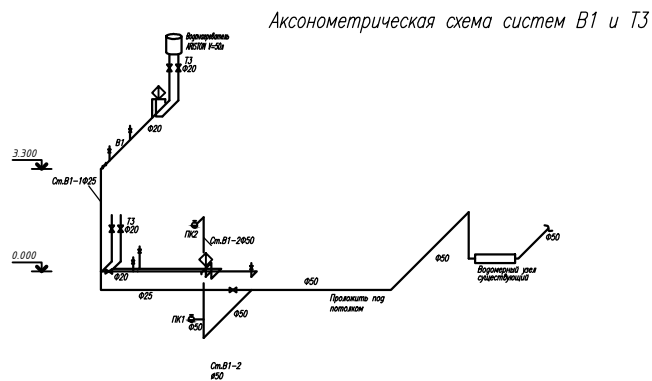 Аксонометрическая схема систем В1 и Т3
Водонагреватель
ARISTON V=50л
Т3
Ф20
Ф20
В1
3.300
Ст.В1-1Ф25
Т3
Ф20
ПК2
Ст.В1-2Ф50
Ф50
0.000
Ф20
Ф50
Водомерный узел
существующий
Ф25
Ф50
Проложить под
потолком
ПК1
Ф50
Ф50
Ст.В1-2
Ф50